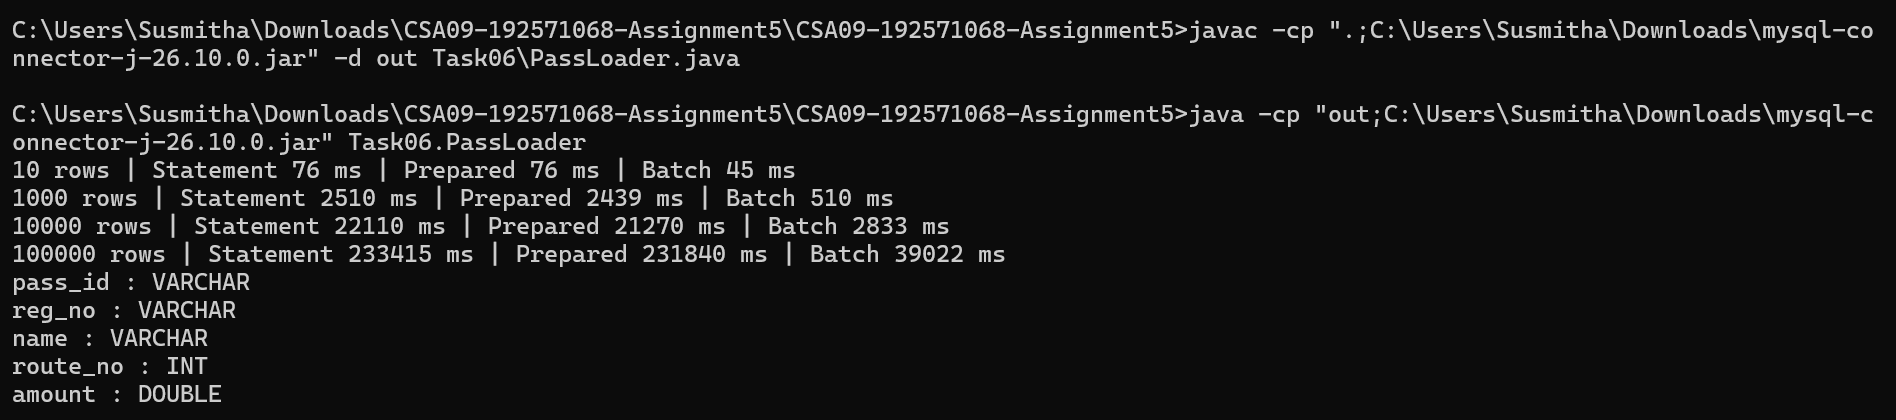 C:\Users\Susmitha\Downloads\CSA09-192571068-Assignment5\CSA09-192571068-Assignment5>javac -cp ".;C:\Users\Susmitha\Downloads\mysql-co
nnector-j-26.10.0.jar" -d out Task06\PassLoader.java
C:\Users\Susmitha\Downloads\CSA09-192571068-Assignment5\CSA09-192571068-Assignment5>java -cp "out;C:\Users\Susmitha\Downloads\mysql-c
onnector-j-26.10.0.jar" Task06.PassLoader
10 rows | Statement 76 ms | Prepared 76 ms | Batch 45 ms
1000 rows | Statement 2510 ms | Prepared 2439 ms | Batch 510 ms
10000 rows | Statement 22110 ms | Prepared 21270 ms | Batch 2833 ms
100000 rows | Statement 233415 ms | Prepared 231840 ms | Batch 39022 ms
pass_id : VARCHAR
reg_no : VARCHAR
name : VARCHAR
route_no : INT
amount : DOUBLE